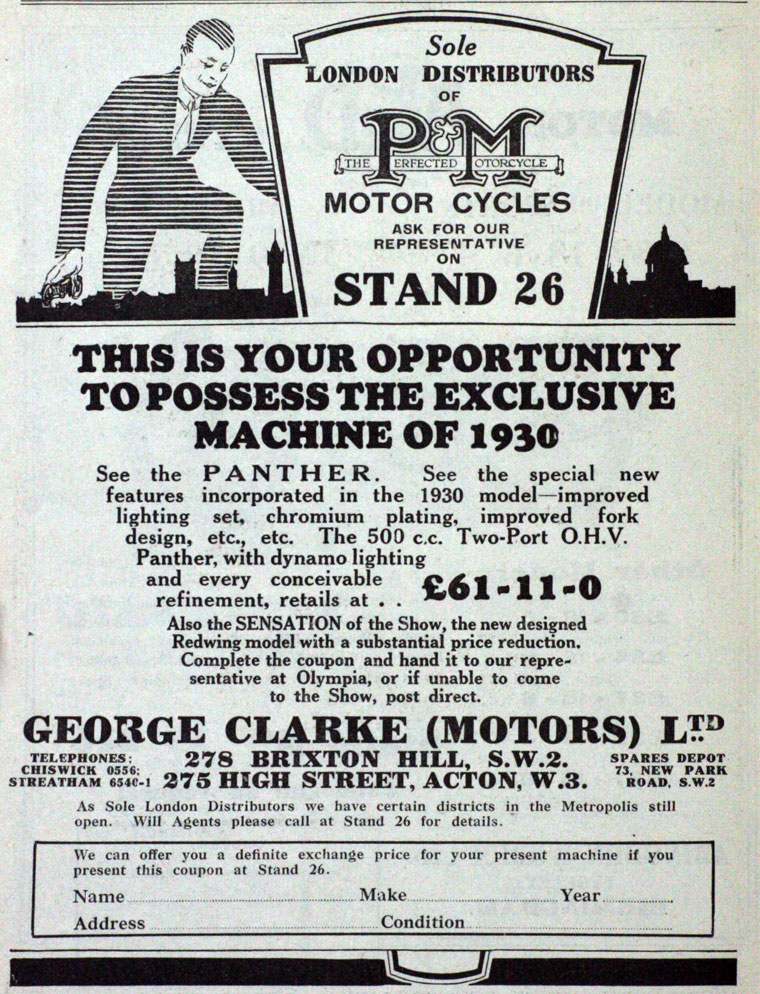 Sole
LONDON DISTRIBUTORS
OF
P&M
THE PERFECTED MOTORCYCLE
MOTOR CYCLES
ASK FOR OUR
REPRESENTATIVE
ON
STAND 26
THIS IS YOUR OPPORTUNITY
TO POSSESS THE EXCLUSIVE
MACHINE OF 1930
See the PANTHER. See the special new
features incorporated in the 1930 model—improved
lighting set, chromium plating, improved fork
design, etc., etc. The 500 c.c. Two-Port O.H.V.
Panther, with dynamo lighting
and every conceivable
refinement, retails at . . £61-11-0
Also the SENSATION of the Show, the new designed
Redwing model with a substantial price reduction.
Complete the coupon and hand it to our repre-
sentative at Olympia, or if unable to come
to the Show, post direct.
GEORGE CLARKE (MOTORS) LTD
TELEPHONES:
CHISWICK 0556;
STREATHAM 6540-1
278 BRIXTON HILL, S.W.2.
275 HIGH STREET, ACTON, W.3.
SPARES DEPOT
73, NEW PARK
ROAD, S.W.2
As Sole London Distributors we have certain districts in the Metropolis still
open. Will Agents please call at Stand 26 for details.
We can offer you a definite exchange price for your present machine if you
present this coupon at Stand 26.
Name Make Year
Address Condition